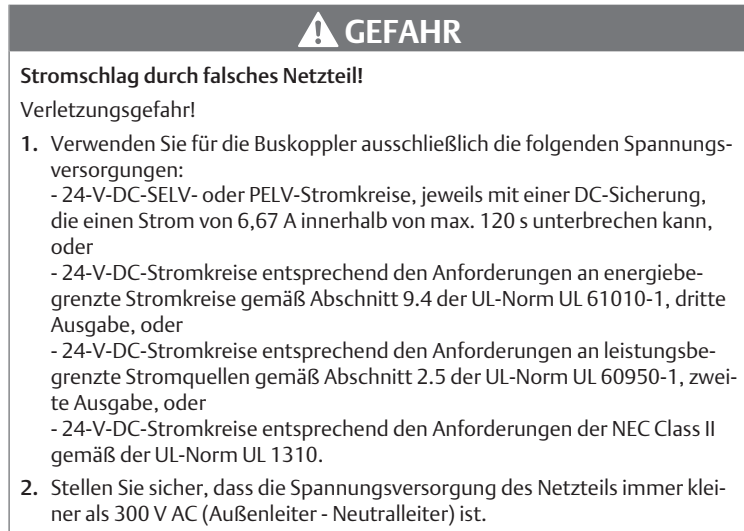 GEFAHR
Stromschlag durch falsches Netzteil!
Verletzungsgefahr!
1. Verwenden Sie für die Buskoppler ausschließlich die folgenden Spannungs-
versorgungen:
- 24-V-DC-SELV- oder PELV-Stromkreise, jeweils mit einer DC-Sicherung,
die einen Strom von 6,67 A innerhalb von max. 120 s unterbrechen kann,
oder
- 24-V-DC-Stromkreise entsprechend den Anforderungen an energiebe-
grenzte Stromkreise gemäß Abschnitt 9.4 der UL-Norm UL 61010-1, dritte
Ausgabe, oder
- 24-V-DC-Stromkreise entsprechend den Anforderungen an leistungsbe-
grenzte Stromquellen gemäß Abschnitt 2.5 der UL-Norm UL 60950-1, zwei-
te Ausgabe, oder
- 24-V-DC-Stromkreise entsprechend den Anforderungen der NEC Class II
gemäß der UL-Norm UL 1310.
2. Stellen Sie sicher, dass die Spannungsversorgung des Netzteils immer klei-
ner als 300 V AC (Außenleiter - Neutralleiter) ist.